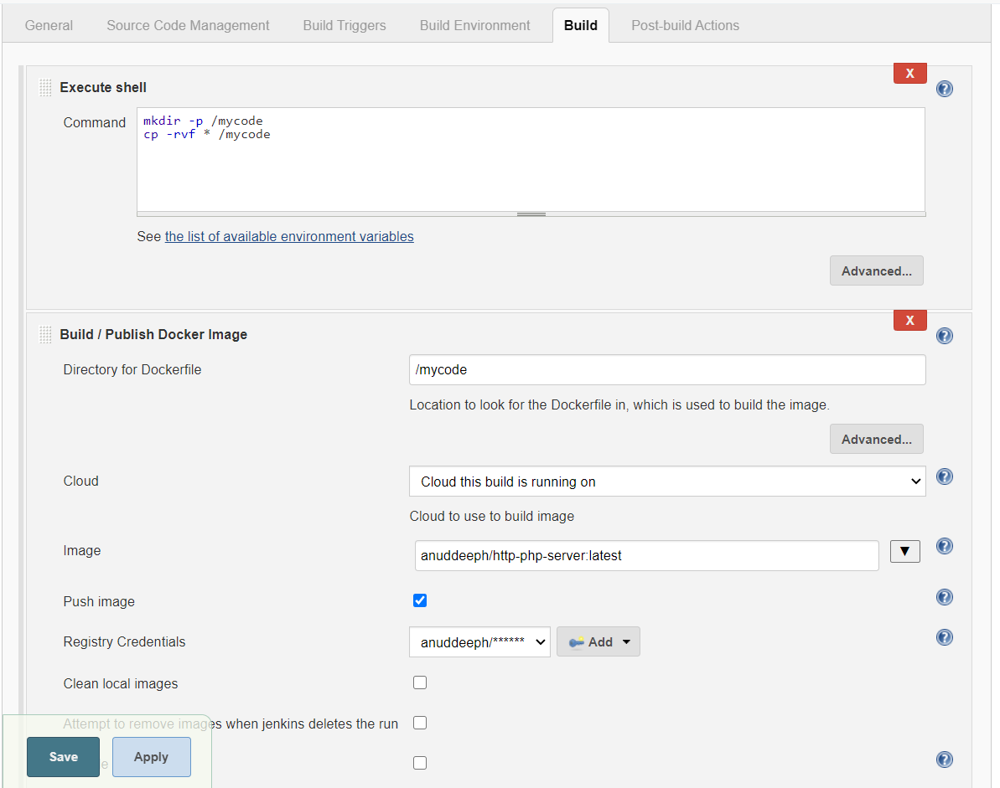 General Source Code Management Build Triggers Build Environment Build Post-build Actions
Execute shell
X
Command
mkdir -p /mycode
cp -rvf * /mycode
See the list of available environment variables
Advanced...
Build / Publish Docker Image
X
Directory for Dockerfile
/mycode
Location to look for the Dockerfile in, which is used to build the image.
Advanced...
Cloud
Cloud this build is running on
Cloud to use to build image
Image
anuddeeph/http-php-server:latest
Push image
Registry Credentials
anuddeeph/****** Add
Clean local images
Attempt to remove images when jenkins deletes the run
Save Apply